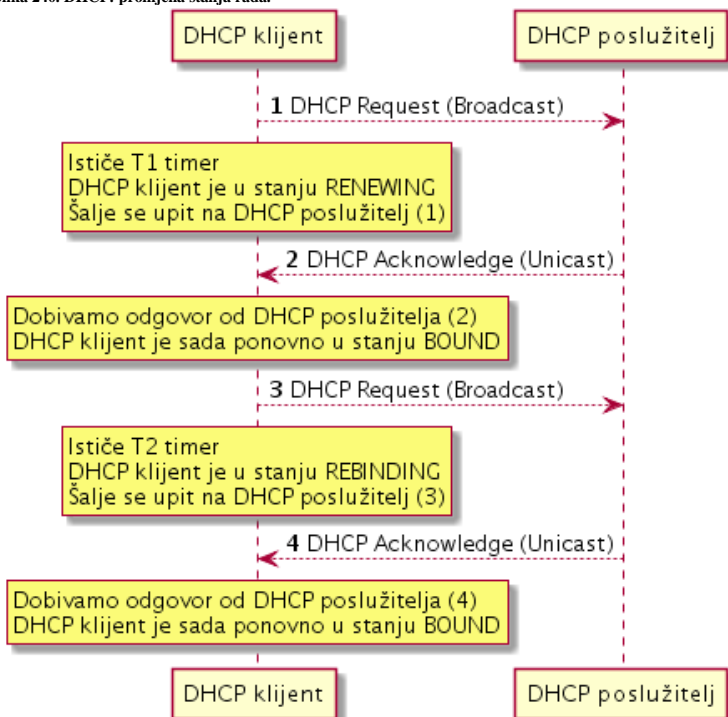 DHCP: promjena stanja rada.
DHCP klijent
DHCP poslužitelj
1 DHCP Request (Broadcast)
Ističe T1 timer
DHCP klijent je u stanju RENEWING
Šalje se upit na DHCP poslužitelj (1)
2 DHCP Acknowledge (Unicast)
Dobivamo odgovor od DHCP poslužitelja (2)
DHCP klijent je sada ponovno u stanju BOUND
3 DHCP Request (Broadcast)
Ističe T2 timer
DHCP klijent je u stanju REBINDING
Šalje se upit na DHCP poslužitelj (3)
4 DHCP Acknowledge (Unicast)
Dobivamo odgovor od DHCP poslužitelja (4)
DHCP klijent je sada ponovno u stanju BOUND
DHCP klijent
DHCP poslužitelj